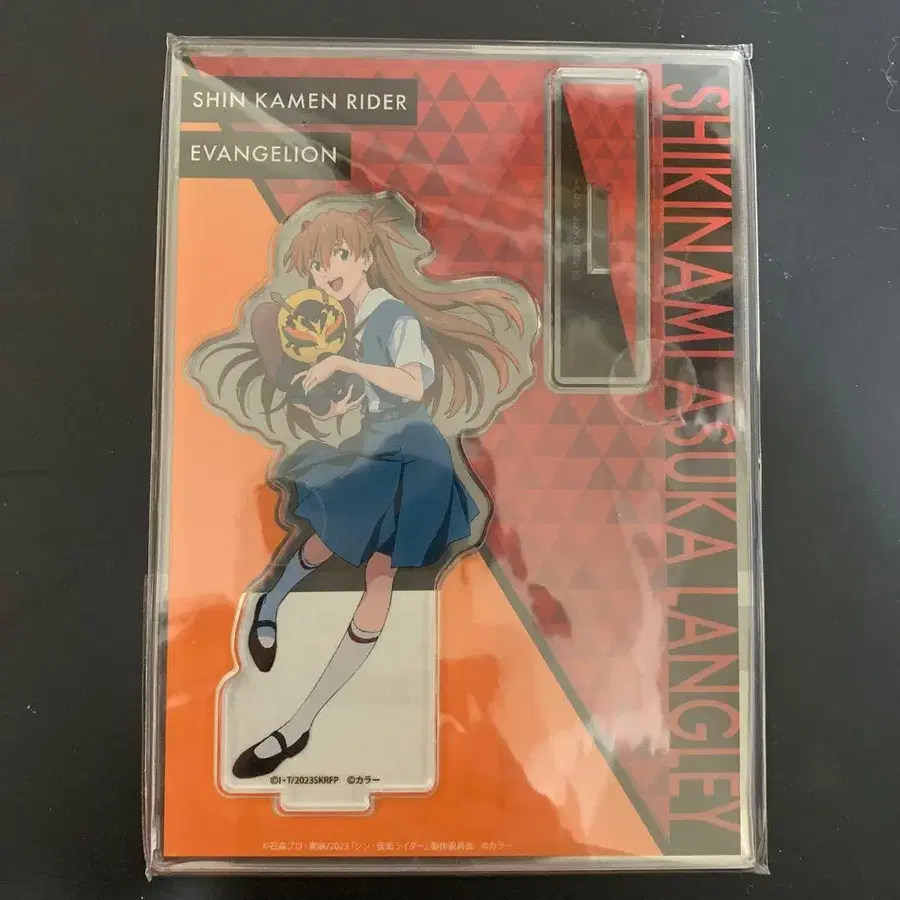 SHIN KAMEN RIDER
EVANGELION
SHIKINAMI ASUKA LANGLEY
©I・T/2023SKRFP ©カラー
©石森プロ・東映/2023「シン・仮面ライダー」製作委員会 ©カラー